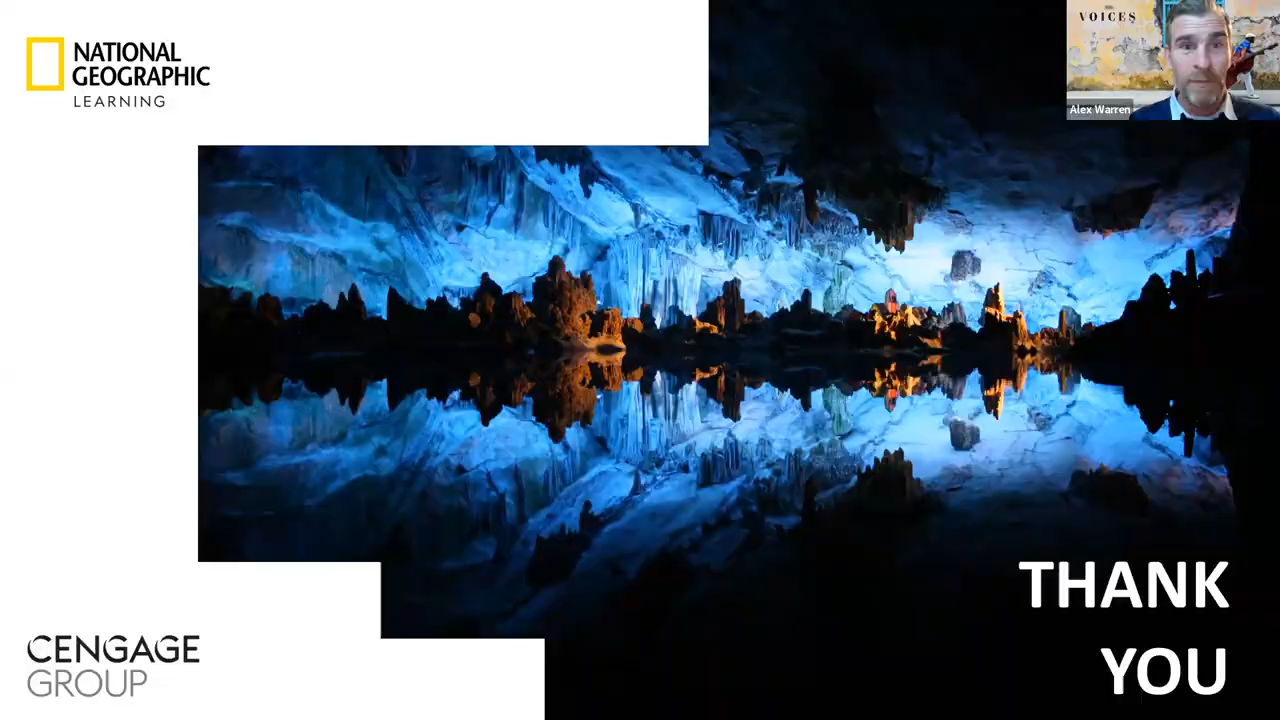 NATIONAL
GEOGRAPHIC
LEARNING
VOICES
Alex Warren
THANK
YOU
CENGAGE
GROUP